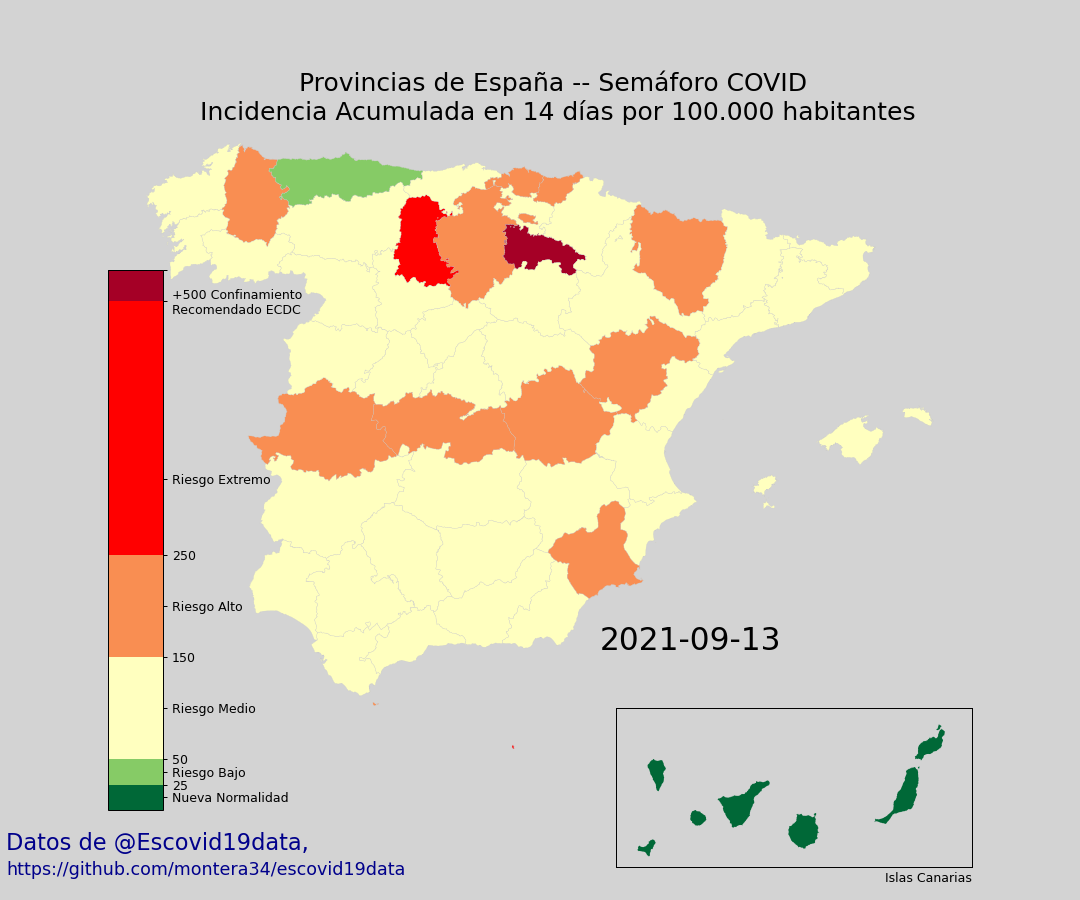 Provincias de España -- Semáforo COVID
Incidencia Acumulada en 14 días por 100.000 habitantes
+500 Confinamiento
Recomendado ECDC
Riesgo Extremo
250
Riesgo Alto
150
Riesgo Medio
50
Riesgo Bajo
25
Nueva Normalidad
2021-09-13
Islas Canarias
Datos de @Escovid19data,
https://github.com/montera34/escovid19data